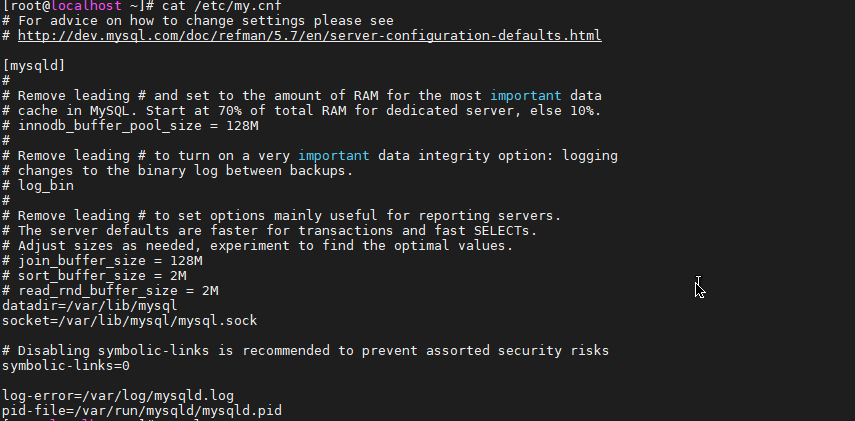 [root@localhost ~]# cat /etc/my.cnf
# For advice on how to change settings please see
# http://dev.mysql.com/doc/refman/5.7/en/server-configuration-defaults.html
[mysqld]
#
# Remove leading # and set to the amount of RAM for the most important data
# cache in MySQL. Start at 70% of total RAM for dedicated server, else 10%.
# innodb_buffer_pool_size = 128M
#
# Remove leading # to turn on a very important data integrity option: logging
# changes to the binary log between backups.
# log_bin
#
# Remove leading # to set options mainly useful for reporting servers.
# The server defaults are faster for transactions and fast SELECTs.
# Adjust sizes as needed, experiment to find the optimal values.
# join_buffer_size = 128M
# sort_buffer_size = 2M
# read_rnd_buffer_size = 2M
datadir=/var/lib/mysql
socket=/var/lib/mysql/mysql.sock
# Disabling symbolic-links is recommended to prevent assorted security risks
symbolic-links=0
log-error=/var/log/mysqld.log
pid-file=/var/run/mysqld/mysqld.pid